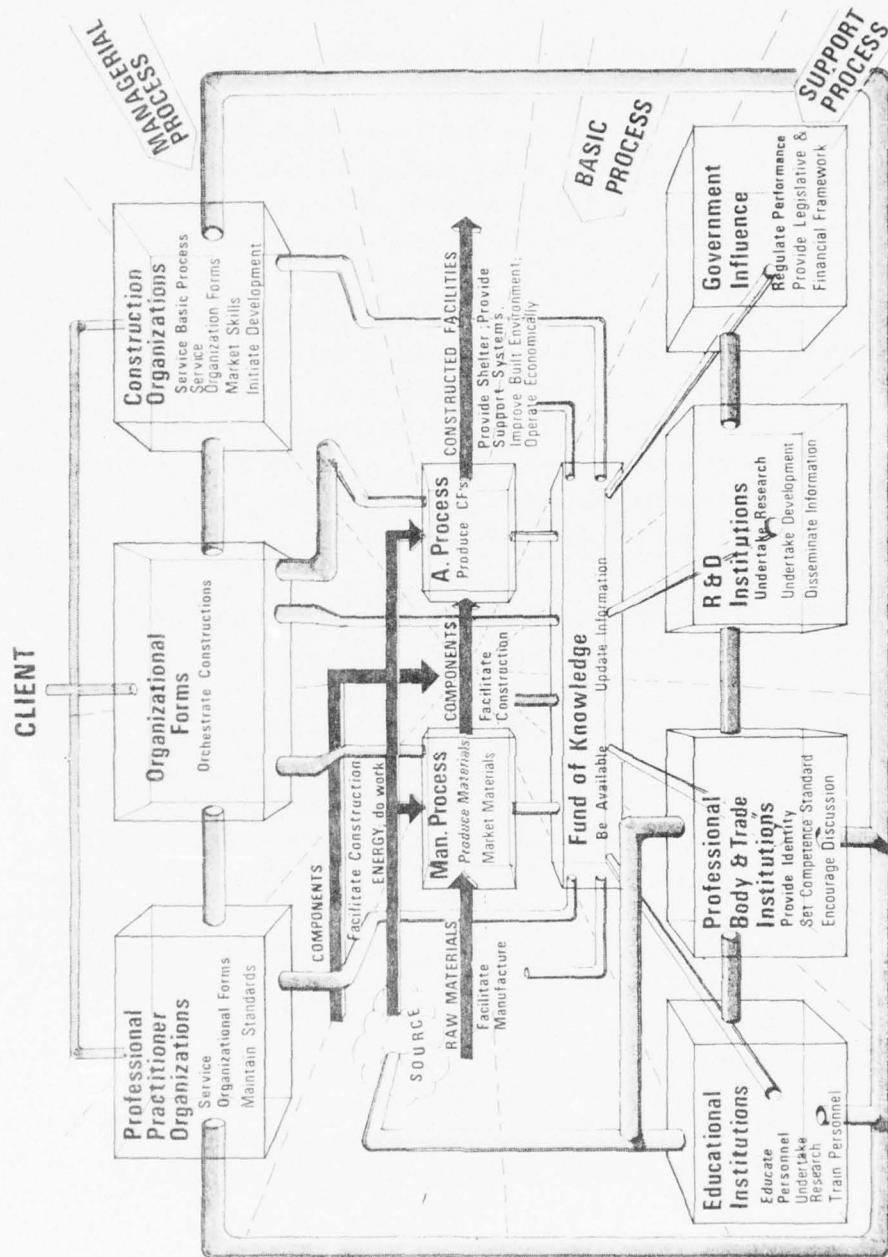 CLIENT
MANAGERIAL
PROCESS
Professional
Practitioner
Organizations
Service
Organizational Forms
Maintain Standards
Organizational
Forms
Orchestrate Constructions
Construction
Organizations
Service Basic Process
Service
Organization Forms
Market Skills
Initiate Development
COMPONENTS
Facilitate Construction
ENERGY, do work
SOURCE
RAW MATERIALS
Facilitate
Manufacture
Man. Process
Produce Materials
Market Materials
COMPONENTS
Facilitate
Construction
A. Process
Produce CF's
CONSTRUCTED FACILITIES
Provide Shelter ; Provide
Support Systems.
Improve Built Environment;
Operate Economically
BASIC
PROCESS
Fund of Knowledge
Be Available
Update Information
SUPPORT
PROCESS
Educational
Institutions
Educate
Personnel
Undertake
Research
Train Personnel
Professional
Body & Trade
Institutions
Provide Identity
Set Competence Standard
Encourage Discussion
R & D
Institutions
Undertake Research
Undertake Development
Disseminate Information
Government
Influence
Regulate Performance
Provide Legislative &
Financial Framework